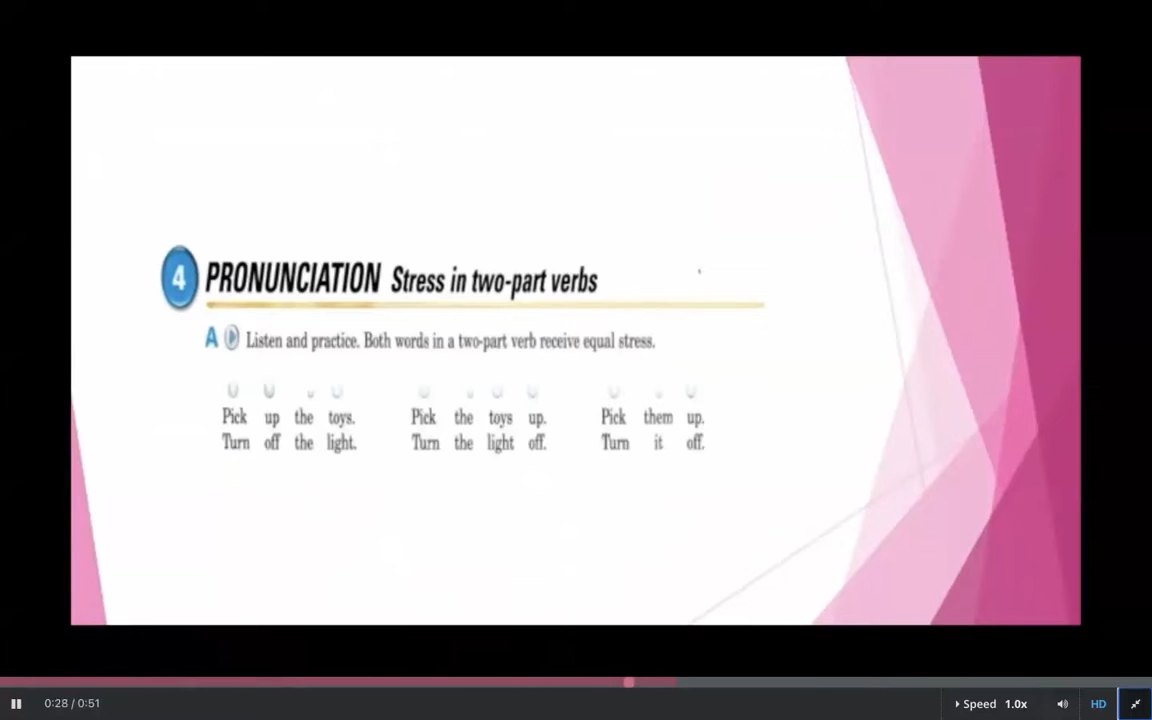 4 PRONUNCIATION Stress in two-part verbs
A Listen and practice. Both words in a two-part verb receive equal stress.
Pick up the toys. Pick the toys up. Pick them up.
Turn off the light. Turn the light off. Turn it off.
0:28 / 0:51 Speed 1.0x HD